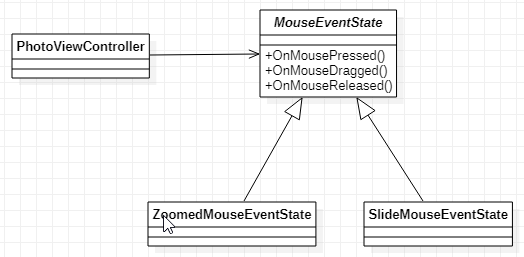 MouseEventState
PhotoViewController
+OnMousePressed()
+OnMouseDragged()
+OnMouseReleased()
ZoomedMouseEventState
SlideMouseEventState